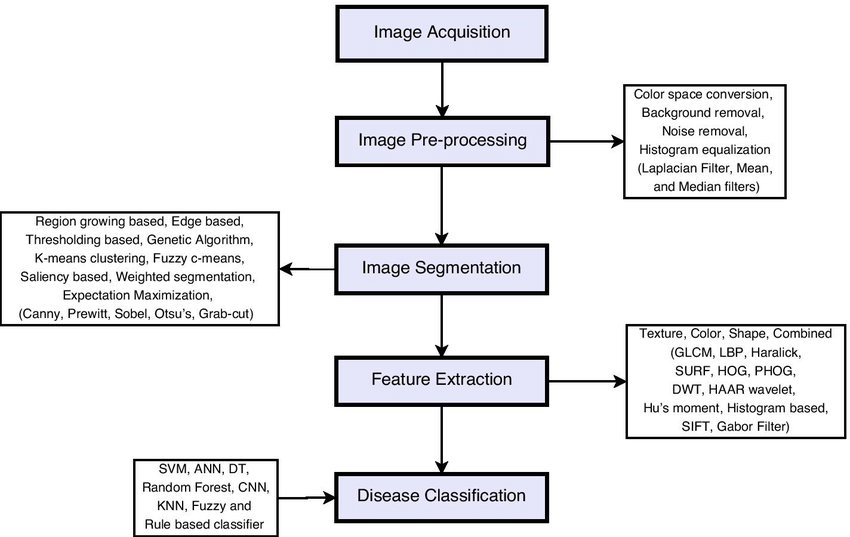 Image Acquisition
Image Pre-processing
Color space conversion,
Background removal,
Noise removal,
Histogram equalization
(Laplacian Filter, Mean,
and Median filters)
Region growing based, Edge based,
Thresholding based, Genetic Algorithm,
K-means clustering, Fuzzy c-means,
Saliency based, Weighted segmentation,
Expectation Maximization,
(Canny, Prewitt, Sobel, Otsu's, Grab-cut)
Image Segmentation
Feature Extraction
Texture, Color, Shape, Combined
(GLCM, LBP, Haralick,
SURF, HOG, PHOG,
DWT, HAAR wavelet,
Hu's moment, Histogram based,
SIFT, Gabor Filter)
SVM, ANN, DT,
Random Forest, CNN,
KNN, Fuzzy and
Rule based classifier
Disease Classification